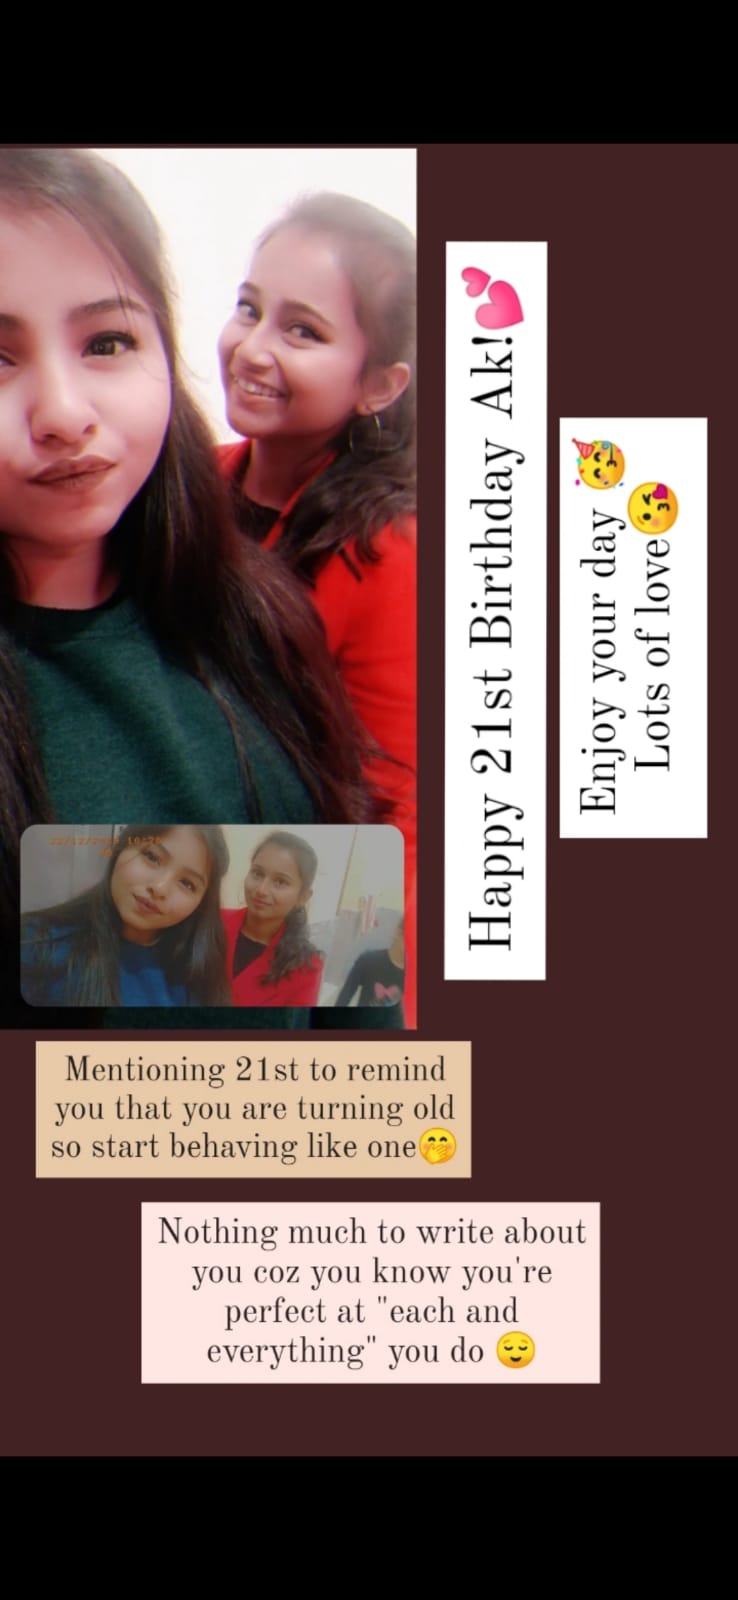 Happy 21st Birthday Ak!💕
Enjoy your day 🥳
Lots of love😘
Mentioning 21st to remind
you that you are turning old
so start behaving like one🤭
Nothing much to write about
you coz you know you're
perfect at "each and
everything" you do 😌